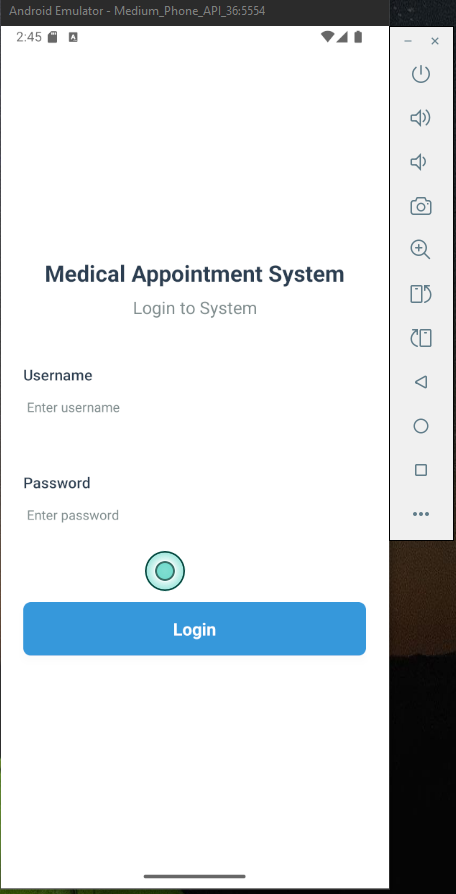 Android Emulator - Medium_Phone_API_36:5554
2:45
A
Medical Appointment System
Login to System
Username
Enter username
Password
Enter password
Login